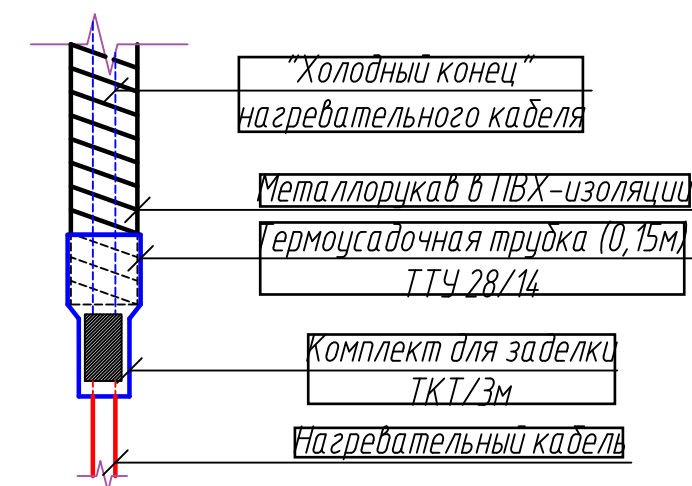 "Холодный конец"
нагревательного кабеля
Металлорукав в ПВХ-изоляции
Термоусадочная трубка (0,15м)
ТТУ 28/14
Комплект для заделки
ТКТ/3м
Нагревательный кабель